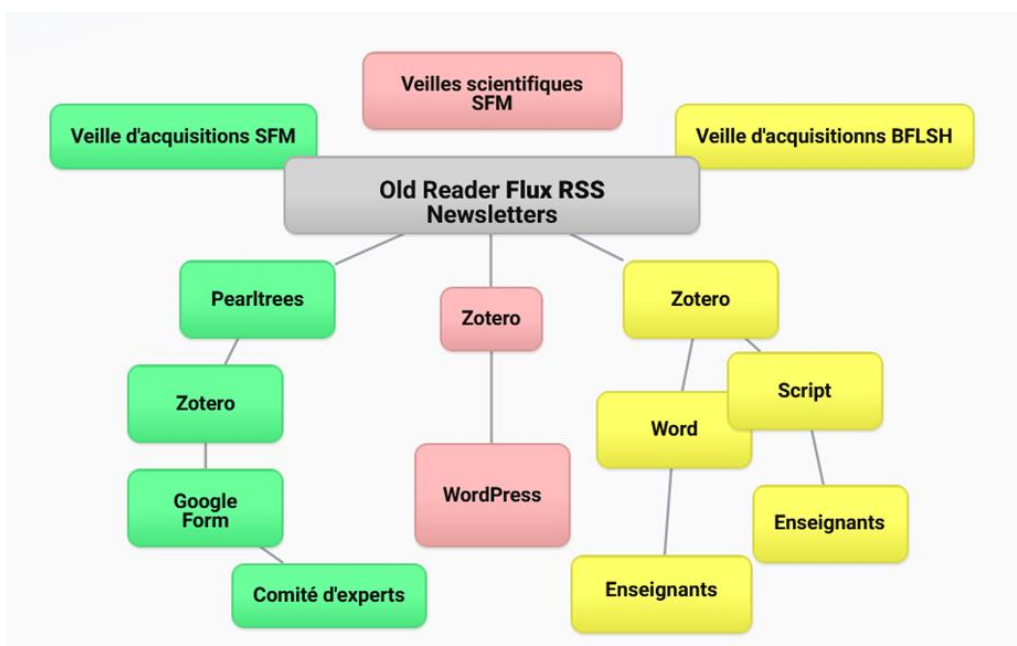 Veilles scientifiques
SFM
Veille d'acquisitions SFM
Veille d'acquisitionns BFLSH
Old Reader Flux RSS
Newsletters
Pearltrees
Zotero
Zotero
Zotero
Script
Word
Google
Form
WordPress
Enseignants
Comité d'experts
Enseignants